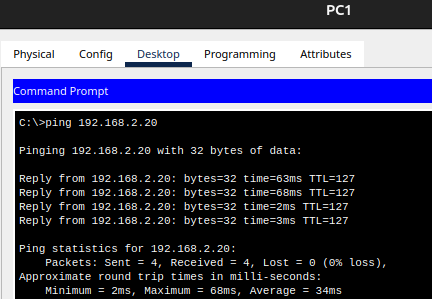 PC1
Physical Config Desktop Programming Attributes
Command Prompt
C:\>ping 192.168.2.20
Pinging 192.168.2.20 with 32 bytes of data:
Reply from 192.168.2.20: bytes=32 time=63ms TTL=127
Reply from 192.168.2.20: bytes=32 time=68ms TTL=127
Reply from 192.168.2.20: bytes=32 time=2ms TTL=127
Reply from 192.168.2.20: bytes=32 time=3ms TTL=127
Ping statistics for 192.168.2.20:
Packets: Sent = 4, Received = 4, Lost = 0 (0% loss),
Approximate round trip times in milli-seconds:
Minimum = 2ms, Maximum = 68ms, Average = 34ms